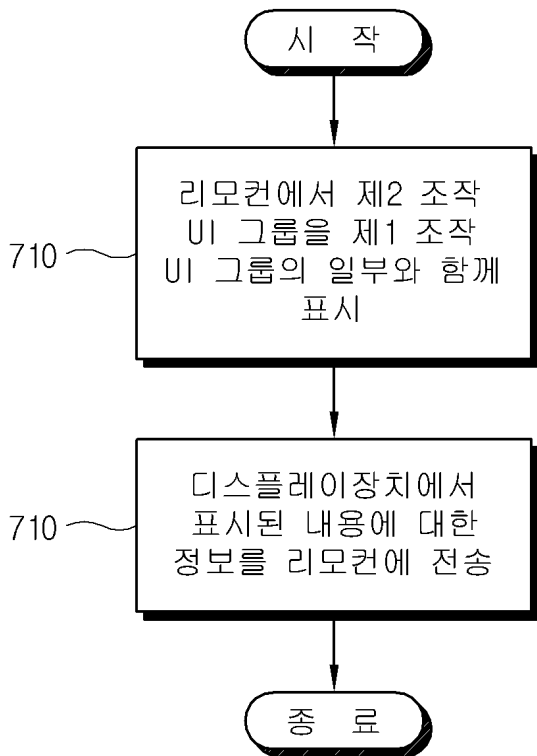 시 작
리모컨에서 제2 조작
UI 그룹을 제1 조작
UI 그룹의 일부와 함께
표시
710
디스플레이장치에서
표시된 내용에 대한
정보를 리모컨에 전송
710
종 료